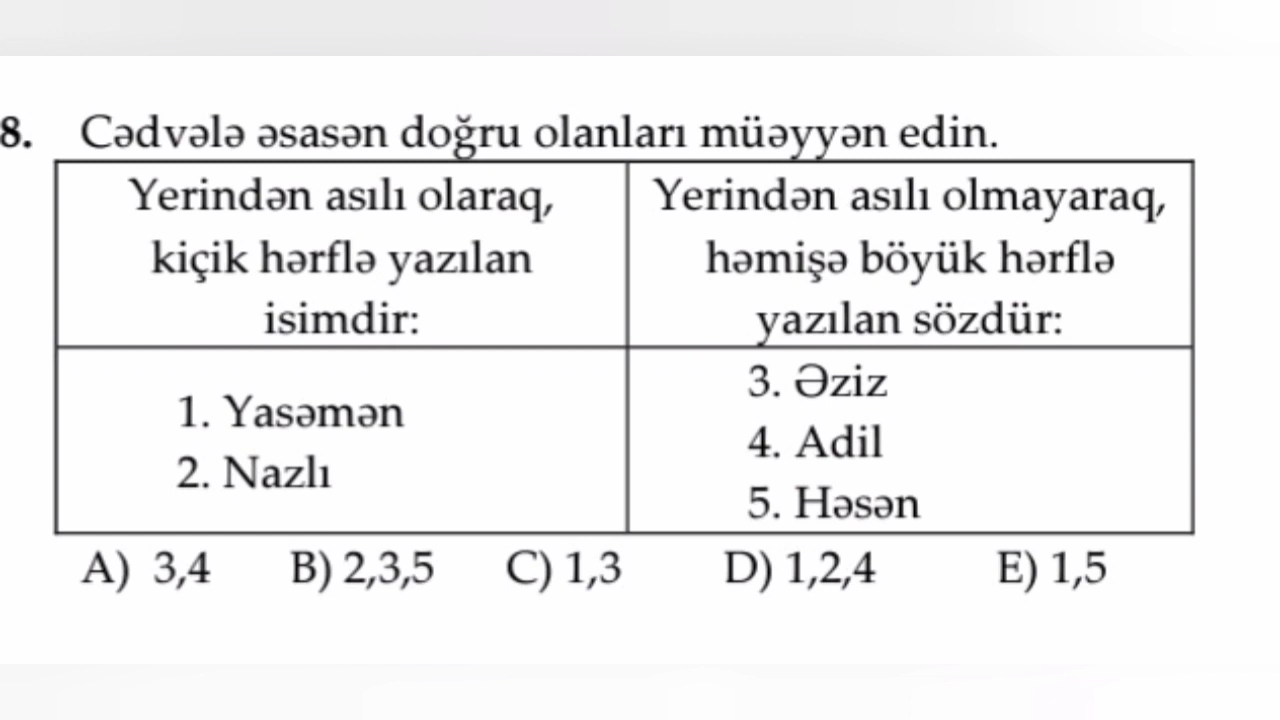 8. Cədvələ əsasən doğru olanları müəyyən edin.
Yerindən asılı olaraq,
kiçik hərflə yazılan
isimdir:
Yerindən asılı olmayaraq,
həmişə böyük hərflə
yazılan sözdür:
1. Yasəmən
2. Nazlı
3. Əziz
4. Adil
5. Həsən
A) 3,4 B) 2,3,5 C) 1,3 D) 1,2,4 E) 1,5